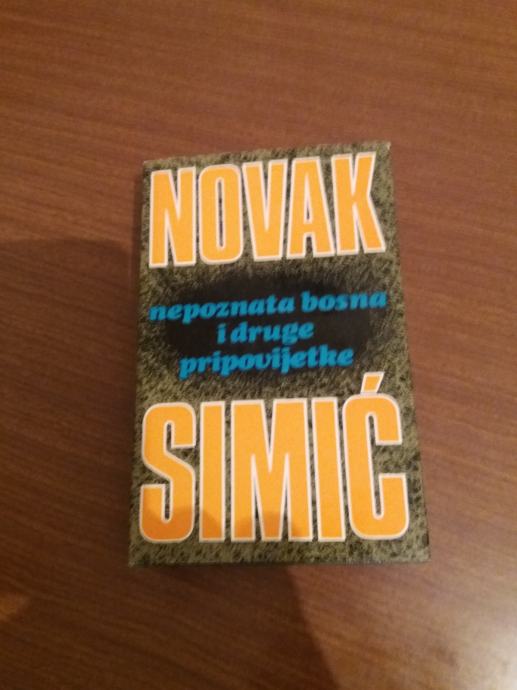 NOVAK
nepoznata bosna
i druge
pripovijetke
SIMIĆ